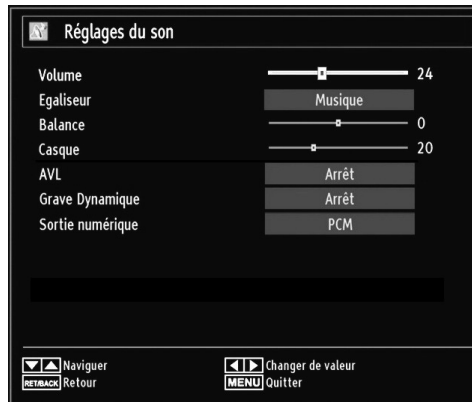 Réglages du son
Volume 24
Egaliseur Musique
Balance 0
Casque 20
AVL Arrêt
Grave Dynamique Arrêt
Sortie numérique PCM
Naviguer Changer de valeur
RET/BACK Retour MENU Quitter